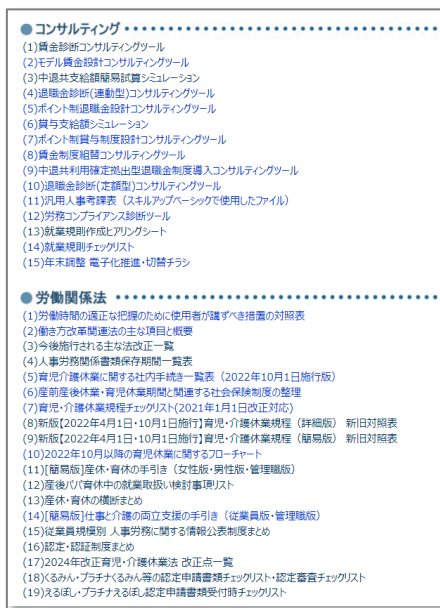 ●コンサルティング
(1)賃金診断コンサルティングツール
(2)モデル賃金設計コンサルティングツール
(3)中退共支給額簡易試算シミュレーション
(4)退職金診断(連動型)コンサルティングツール
(5)ポイント制退職金設計コンサルティングツール
(6)賞与支給額シミュレーション
(7)ポイント制賞与制度設計コンサルティングツール
(8)賃金制度組替コンサルティングツール
(9)中退共利用確定拠出型退職金制度導入コンサルティングツール
(10)退職金診断(定額型)コンサルティングツール
(11)汎用人事考課表（スキルアップベーシックで使用したファイル）
(12)労務コンプライアンス診断ツール
(13)就業規則作成ヒアリングシート
(14)就業規則チェックリスト
(15)年末調整 電子化推進・切替チラシ
●労働関係法
(1)労働時間の適正な把握のために使用者が講ずべき措置の対照表
(2)働き方改革関連法の主な項目と概要
(3)今後施行される主な法改正一覧
(4)人事労務関係書類保存期間一覧表
(5)育児介護休業に関する社内手続き一覧表（2022年10月1日施行版）
(6)産前産後休業・育児休業期間と関連する社会保険制度の整理
(7)育児・介護休業規程チェックリスト(2021年1月1日改正対応)
(8)新版【2022年4月1日・10月1日施行】育児・介護休業規程（詳細版） 新旧対照表
(9)新版【2022年4月1日・10月1日施行】育児・介護休業規程（簡易版） 新旧対照表
(10)2022年10月以降の育児休業に関するフローチャート
(11)[簡易版]産休・育休の手引き（女性版・男性版・管理職版）
(12)産後パパ育休中の就業取扱い検討事項リスト
(13)産休・育休の横断まとめ
(14)[簡易版]仕事と介護の両立支援の手引き（従業員版・管理職版）
(15)従業員規模別 人事労務に関する情報公表制度まとめ
(16)認定・認証制度まとめ
(17)2024年改正育児・介護休業法 改正点一覧
(18)くるみん・プラチナくるみん等の認定申請書類チェックリスト・認定審査チェックリスト
(19)えるぼし・プラチナえるぼし認定申請書類受付時チェックリスト